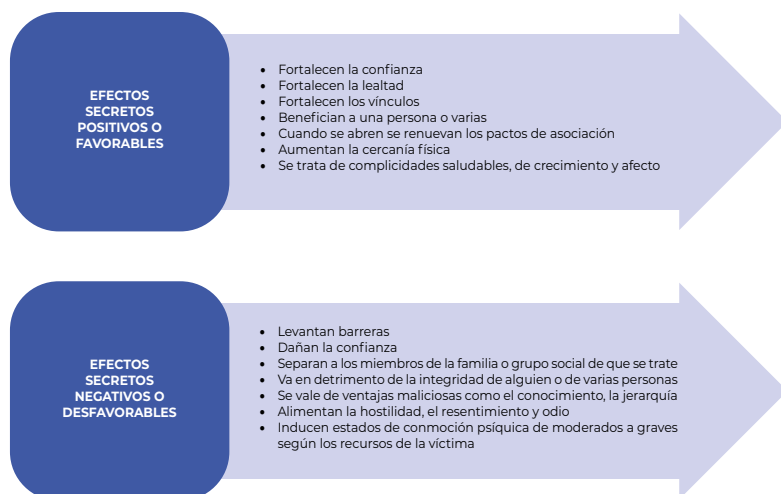 EFECTOS
SECRETOS
POSITIVOS O
FAVORABLES
• Fortalecen la confianza
• Fortalecen la lealtad
• Fortalecen los vínculos
• Benefician a una persona o varias
• Cuando se abren se renuevan los pactos de asociación
• Aumentan la cercanía física
• Se trata de complicidades saludables, de crecimiento y afecto
EFECTOS
SECRETOS
NEGATIVOS O
DESFAVORABLES
• Levantan barreras
• Dañan la confianza
• Separan a los miembros de la familia o grupo social de que se trate
• Va en detrimento de la integridad de alguien o de varias personas
• Se vale de ventajas maliciosas como el conocimiento, la jerarquía
• Alimentan la hostilidad, el resentimiento y odio
• Inducen estados de conmoción psíquica de moderados a graves
según los recursos de la víctima